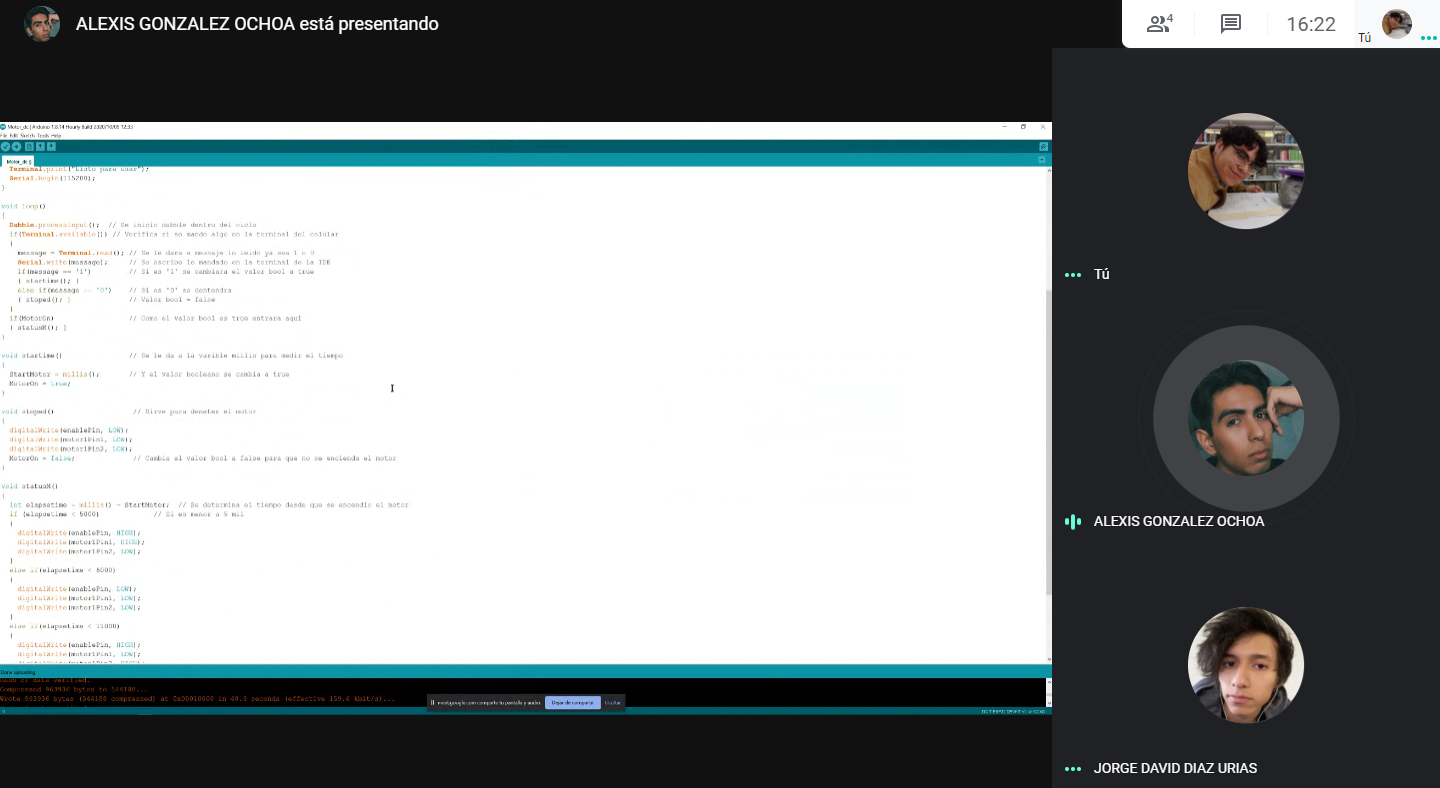 ALEXIS GONZALEZ OCHOA está presentando
4
16:22
Tú
Motor_dc | Arduino 1.8.14 Hourly Build 2020/10/05 12:33
File Edit Sketch Tools Help
Motor_dc §
Terminal.print("Listo para usar");
Serial.begin(115200);
}
void loop()
{
Dabble.processInput(); // Se inicia dabble dentro del ciclo
if(Terminal.available()) // Verifica si se mando algo en la terminal del celular
{
message = Terminal.read(); // Se le dara a mensaje lo leido ya sea 1 o 0
Serial.write(message); // Se escribe lo mandado en la terminal de la IDE
if(message == '1') // Si es '1' se cambiara el valor bool a true
{ startime(); }
else if(message == '0') // Si es '0' se dentendra
{ stoped(); } // Valor bool = false
}
if(MotorOn) // Como el valor bool es true entrara aqui
{ statusM(); }
}
void startime() // Se le da a la varible millis para medir el tiempo
{
StartMotor = millis(); // Y el valor booleano se cambia a true
MotorOn = true;
}
void stoped() // Sirve para deneter el motor
{
digitalWrite(enablePin, LOW);
digitalWrite(motor1Pin1, LOW);
digitalWrite(motor1Pin2, LOW);
MotorOn = false; // Cambia el valor bool a false para que no se encienda el motor
}
void statusM()
{
int elapsetime = millis() - StartMotor; // Se determina el tiempo desde que se encendio el motor
if (elapsetime < 5000) // Si es menor a 5 mil
{
digitalWrite(enablePin, HIGH);
digitalWrite(motor1Pin1, HIGH);
digitalWrite(motor1Pin2, LOW);
}
else if(elapsetime < 6000)
{
digitalWrite(enablePin, LOW);
digitalWrite(motor1Pin1, LOW);
digitalWrite(motor1Pin2, LOW);
}
else if(elapsetime < 11000)
{
digitalWrite(enablePin, HIGH);
digitalWrite(motor1Pin1, LOW);
digitalWrite(motor1Pin2, HIGH);
Done uploading.
Hash of data verified.
Compressed 963936 bytes to 544180...
Wrote 963936 bytes (544180 compressed) at 0x00010000 in 48.3 seconds (effective 159.6 kbit/s)...
meet.google.com comparte tu pantalla y audio.
Dejar de compartir
Ocultar
Tú
ALEXIS GONZALEZ OCHOA
JORGE DAVID DIAZ URIAS